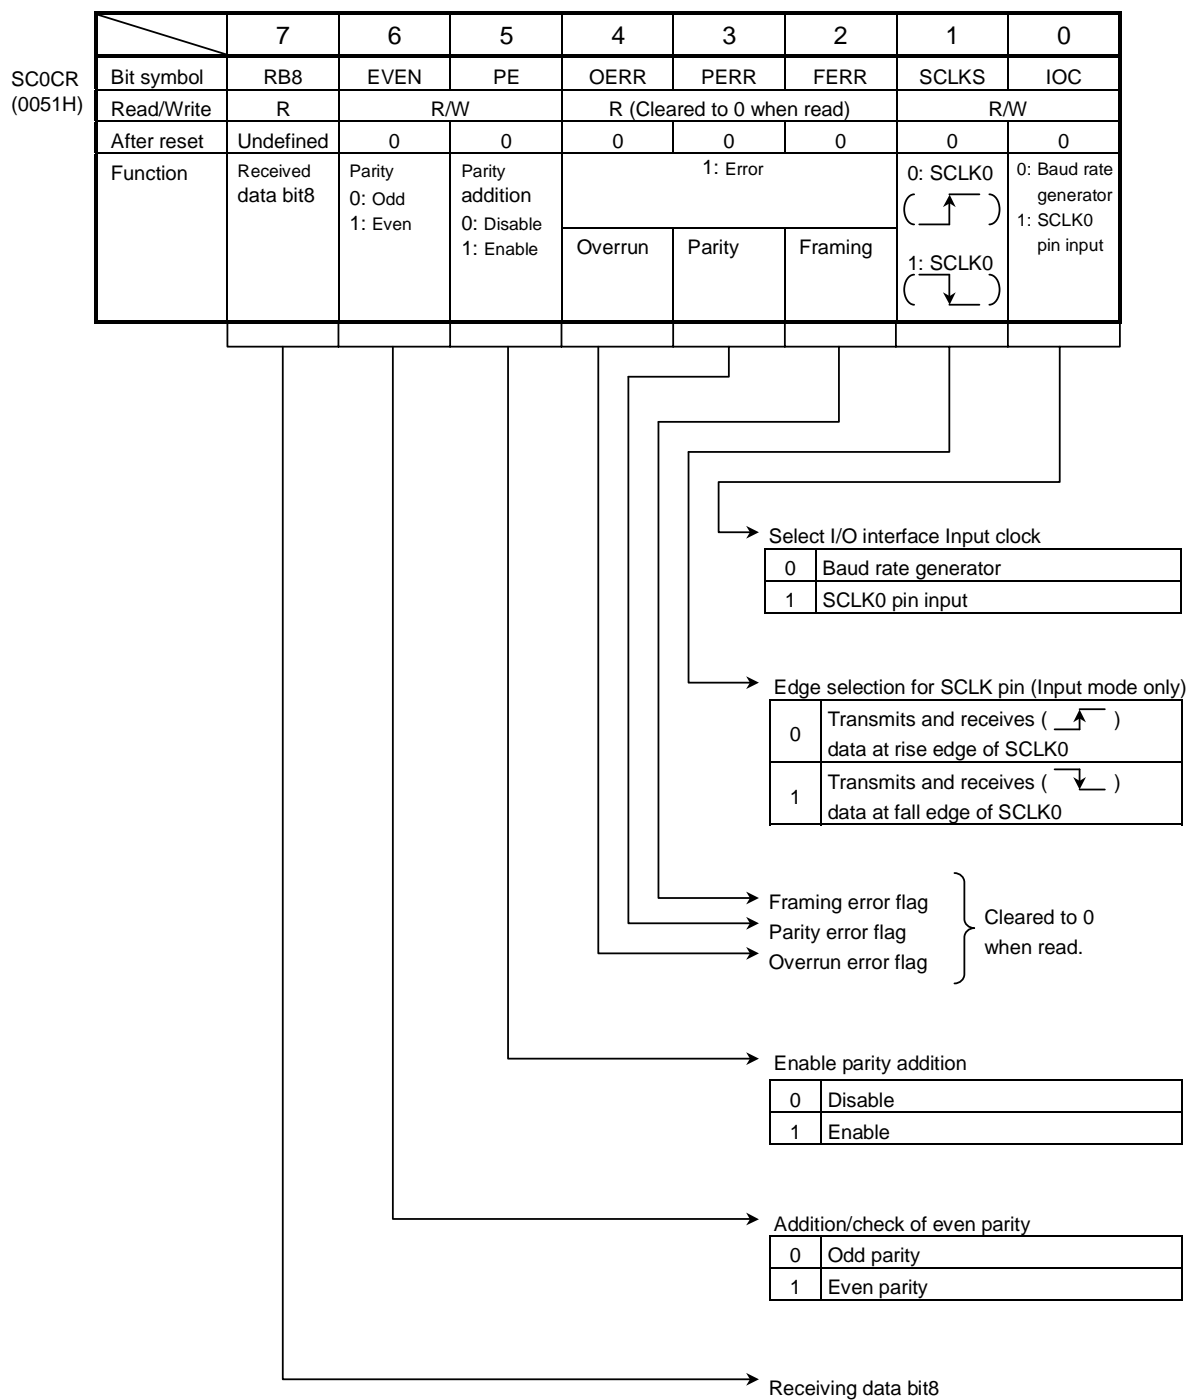 7 6 5 4 3 2 1 0
SC0CR
(0051H)
Bit symbol RB8 EVEN PE OERR PERR FERR SCLKS IOC
Read/Write R R/W R (Cleared to 0 when read) R/W
After reset Undefined 0 0 0 0 0 0 0
Function
Received
data bit8
Parity
0: Odd
1: Even
Parity
addition
0: Disable
1: Enable
1: Error
Overrun Parity Framing
0: SCLK0
( )
1: SCLK0
( )
0: Baud rate
generator
1: SCLK0
pin input
Select I/O interface Input clock
0 Baud rate generator
1 SCLK0 pin input
Edge selection for SCLK pin (Input mode only)
0 Transmits and receives ( )
data at rise edge of SCLK0
1 Transmits and receives ( )
data at fall edge of SCLK0
Framing error flag
Parity error flag
Overrun error flag
Cleared to 0
when read.
Enable parity addition
0 Disable
1 Enable
Addition/check of even parity
0 Odd parity
1 Even parity
Receiving data bit8